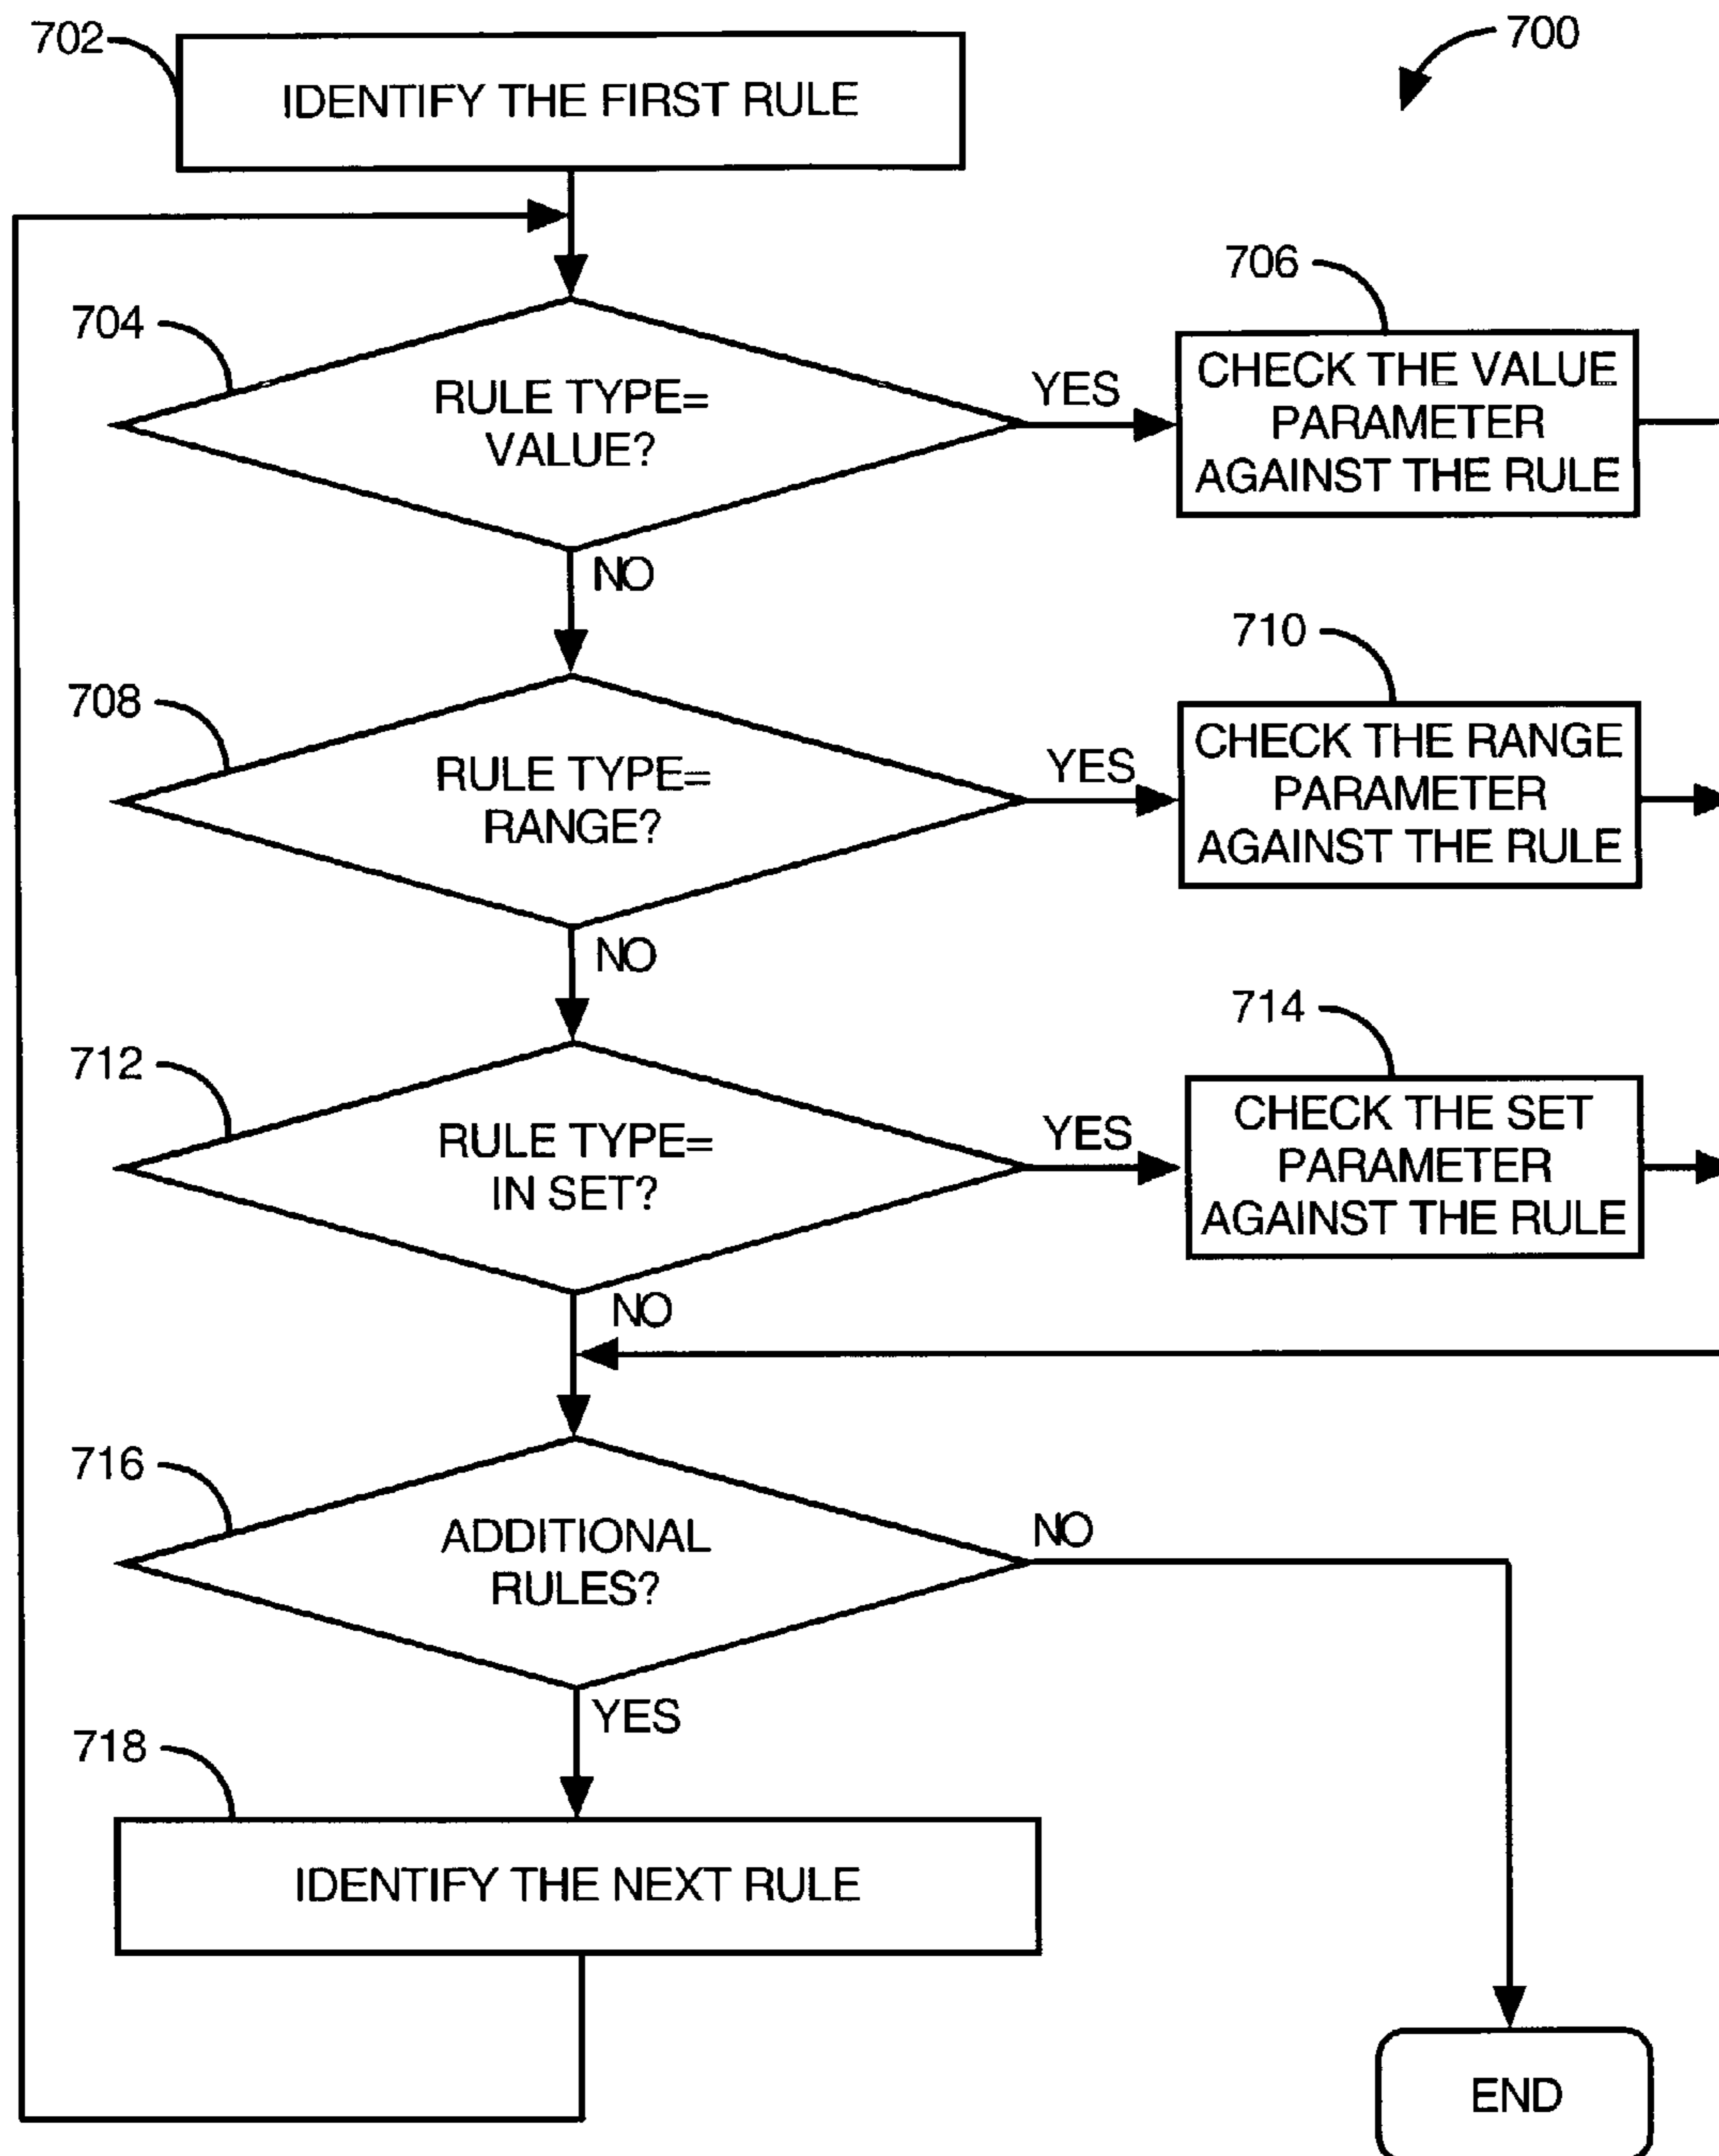 702
IDENTIFY THE FIRST RULE
700
704
RULE TYPE=
VALUE?
YES
706
CHECK THE VALUE
PARAMETER
AGAINST THE RULE
NO
708
RULE TYPE=
RANGE?
YES
710
CHECK THE RANGE
PARAMETER
AGAINST THE RULE
NO
712
RULE TYPE=
IN SET?
YES
714
CHECK THE SET
PARAMETER
AGAINST THE RULE
NO
716
ADDITIONAL
RULES?
NO
YES
718
IDENTIFY THE NEXT RULE
END